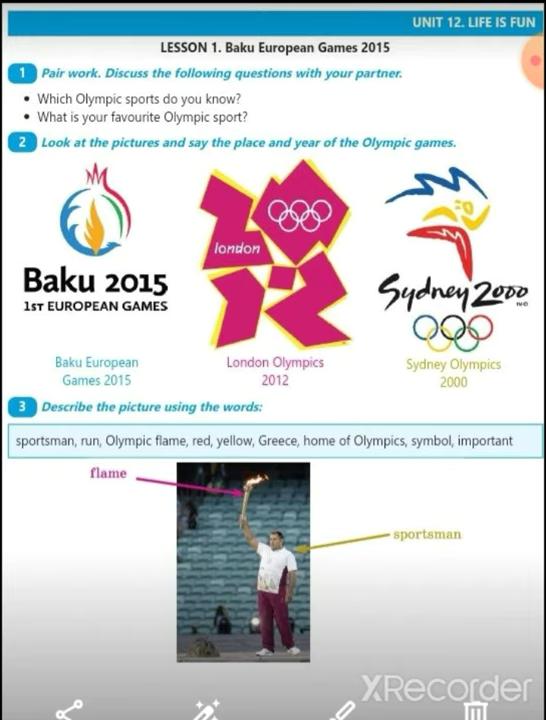 UNIT 12. LIFE IS FUN
LESSON 1. Baku European Games 2015
1 Pair work. Discuss the following questions with your partner.
• Which Olympic sports do you know?
• What is your favourite Olympic sport?
2 Look at the pictures and say the place and year of the Olympic games.
london
Baku 2015
1ST EUROPEAN GAMES
Sydney 2000
Baku European
Games 2015
London Olympics
2012
Sydney Olympics
2000
3 Describe the picture using the words:
sportsman, run, Olympic flame, red, yellow, Greece, home of Olympics, symbol, important
flame
sportsman
XRecorder